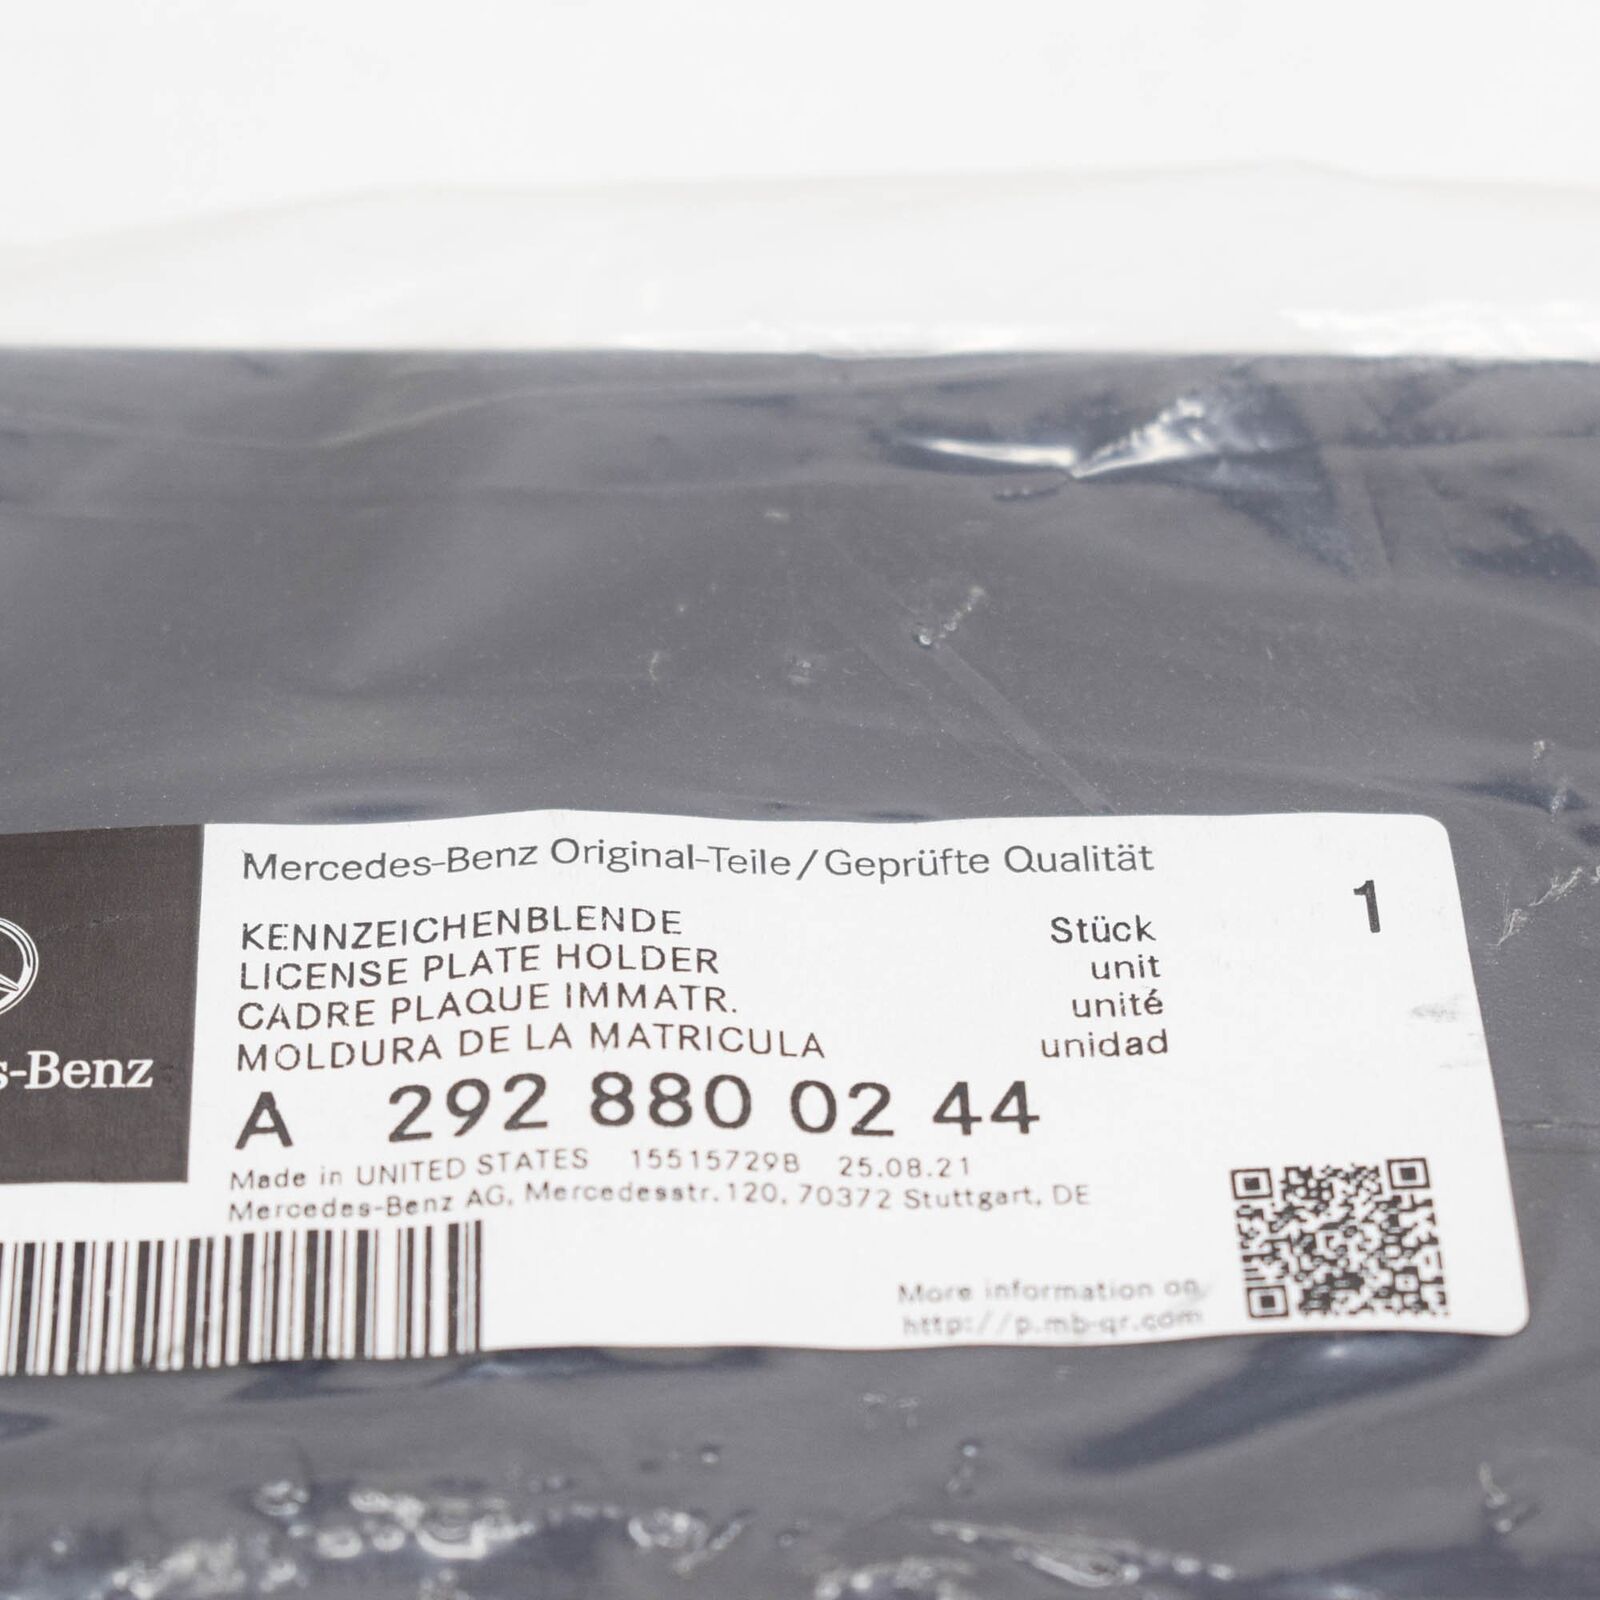 Mercedes-Benz Original-Teile/Geprüfte Qualität
KENNZEICHENBLENDE Stück 1
LICENSE PLATE HOLDER unit
CADRE PLAQUE IMMATR. unité
MOLDURA DE LA MATRICULA unidad
s-Benz
A 292 880 02 44
Made in UNITED STATES 15515729B 25.08.21
Mercedes-Benz AG, Mercedesstr. 120, 70372 Stuttgart, DE
More information on
http://p.mb-qr.com